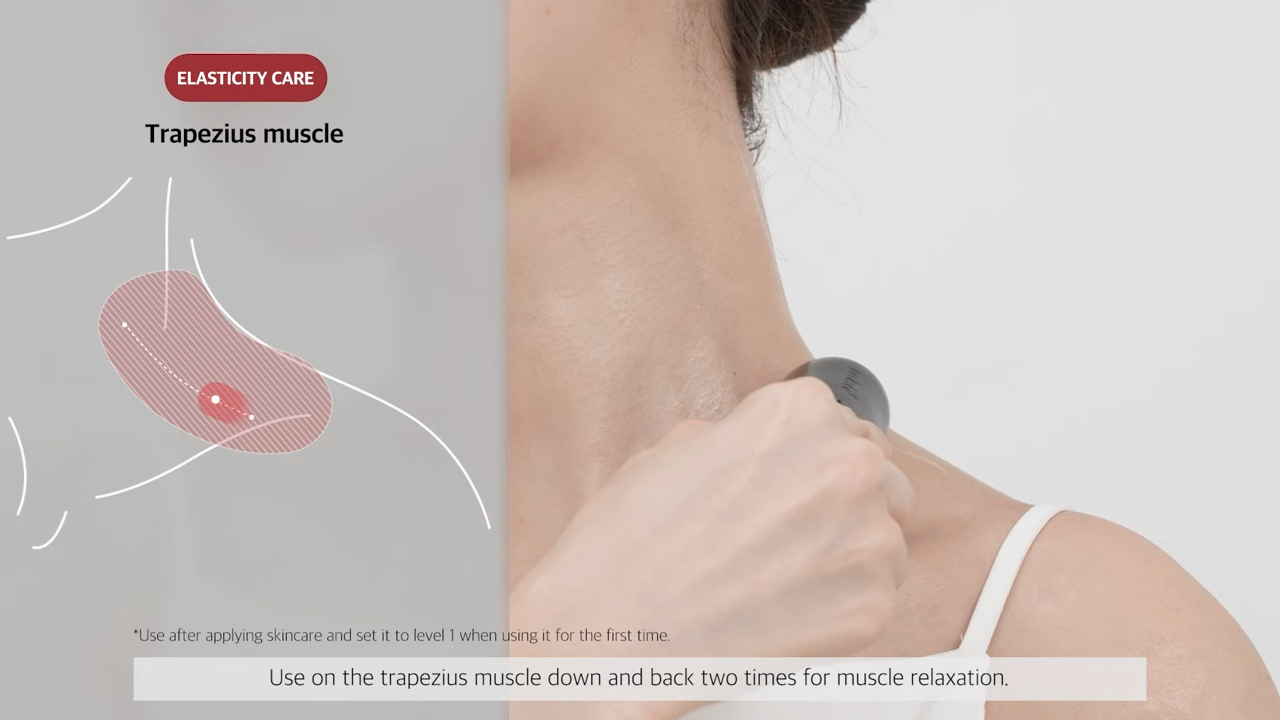 ELASTICITY CARE
Trapezius muscle
*Use after applying skincare and set it to level 1 when using it for the first time.
Use on the trapezius muscle down and back two times for muscle relaxation.